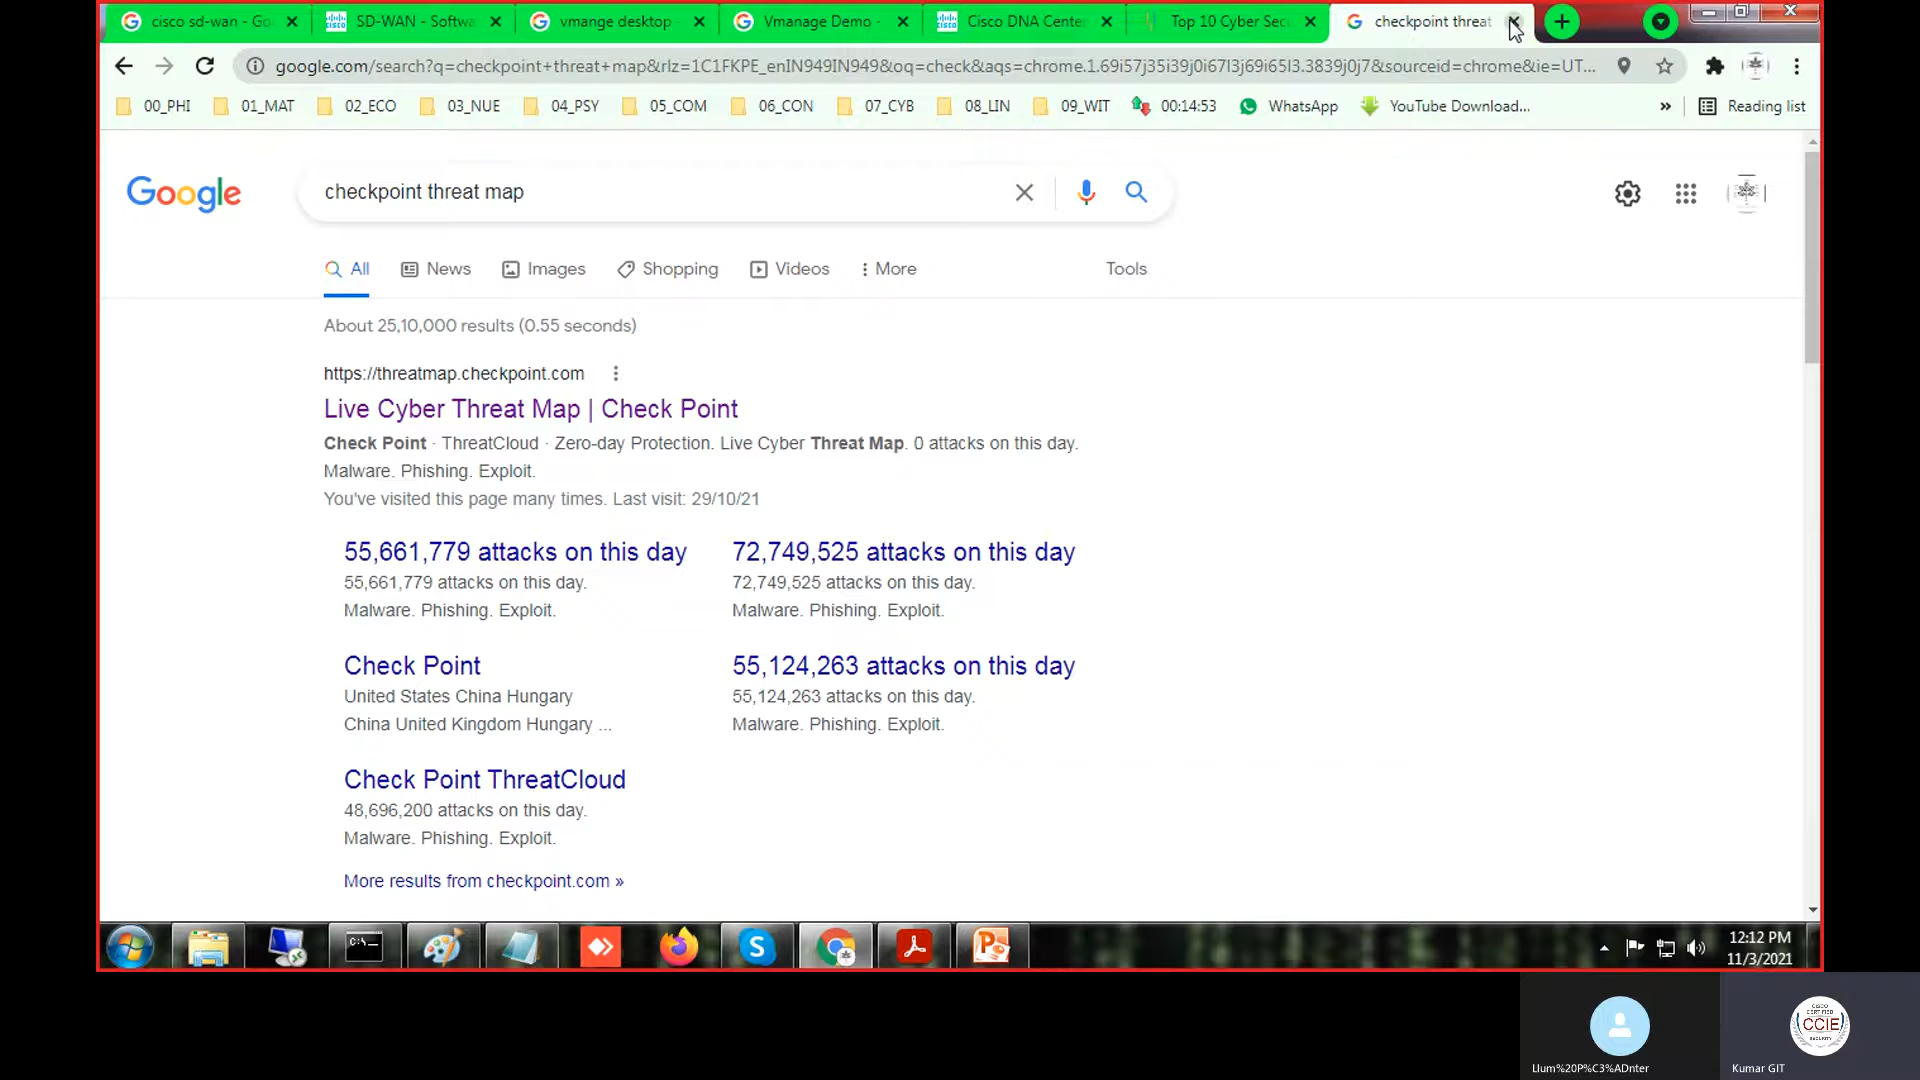 cisco sd-wan - Go
SD-WAN - Softwa
vmange desktop -
Vmanage Demo -
Cisco DNA Center
Top 10 Cyber Sec
checkpoint threat
google.com/search?q=checkpoint+threat+map&rlz=1C1FKPE_enIN949IN949&oq=check&aqs=chrome.1.69i57j35i39j0i67l3j69i65l3.3839j0j7&sourceid=chrome&ie=UT...
00_PHI
01_MAT
02_ECO
03_NUE
04_PSY
05_COM
06_CON
07_CYB
08_LIN
09_WIT
00:14:53
WhatsApp
YouTube Download...
»
Reading list
Google
checkpoint threat map
All
News
Images
Shopping
Videos
More
Tools
About 25,10,000 results (0.55 seconds)
https://threatmap.checkpoint.com
Live Cyber Threat Map | Check Point
Check Point · ThreatCloud · Zero-day Protection. Live Cyber Threat Map. 0 attacks on this day.
Malware. Phishing. Exploit.
You've visited this page many times. Last visit: 29/10/21
55,661,779 attacks on this day
55,661,779 attacks on this day.
Malware. Phishing. Exploit.
72,749,525 attacks on this day
72,749,525 attacks on this day.
Malware. Phishing. Exploit.
Check Point
United States China Hungary
China United Kingdom Hungary ...
55,124,263 attacks on this day
55,124,263 attacks on this day.
Malware. Phishing. Exploit.
Check Point ThreatCloud
48,696,200 attacks on this day.
Malware. Phishing. Exploit.
More results from checkpoint.com »
12:12 PM
11/3/2021
CISCO
CERTIFIED
CCIE
SECURITY
Llum%20P%C3%ADnter
Kumar GIT